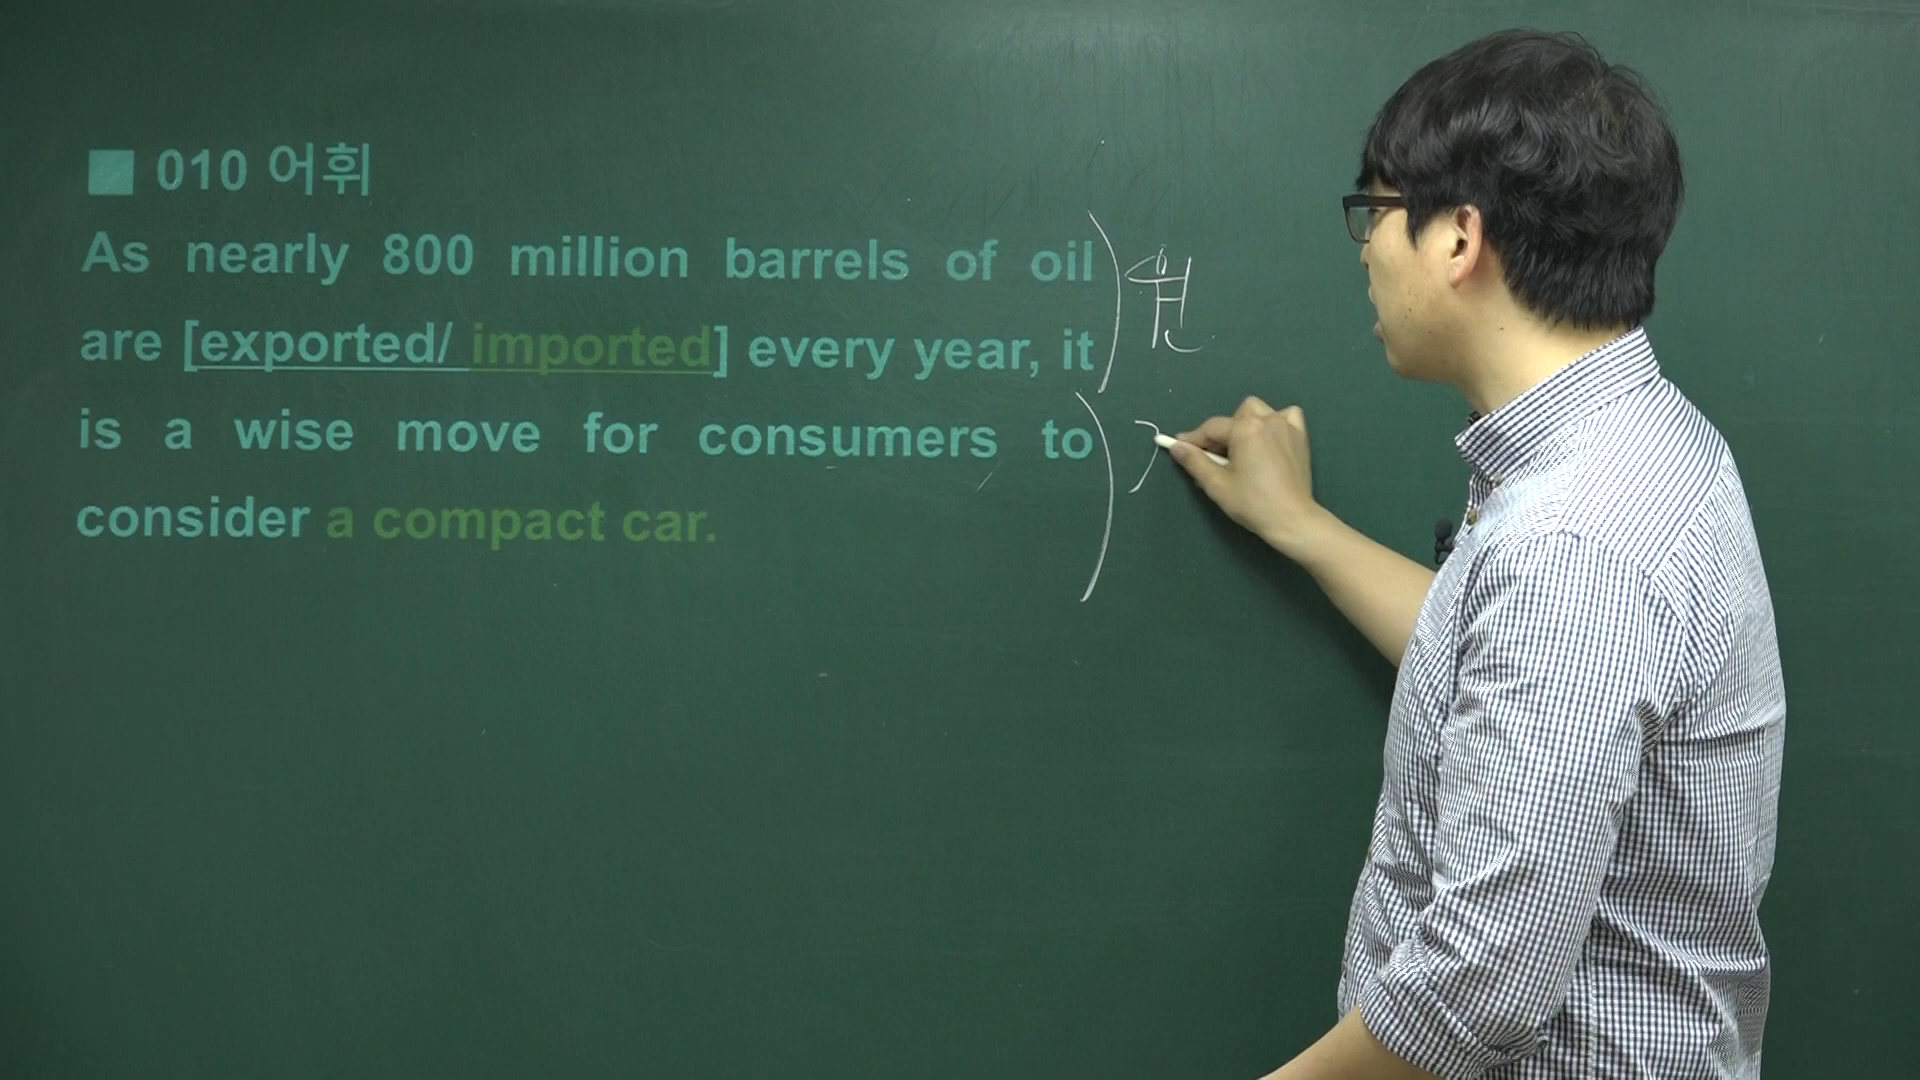 ■ 010 어휘
As nearly 800 million barrels of oil
are [exported/ imported] every year, it
is a wise move for consumers to
consider a compact car.
원